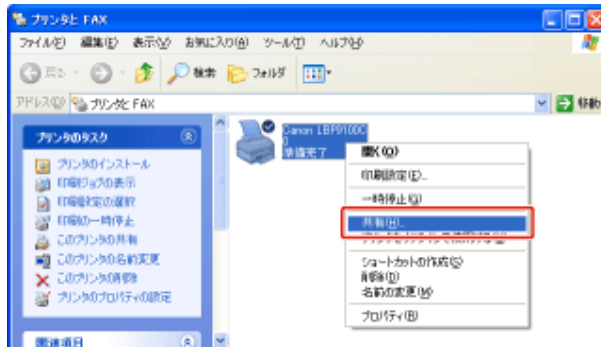 プリンタと FAX
ファイル(F) 編集(E) 表示(V) お気に入り(A) ツール(T) ヘルプ(H)
戻る 検索 フォルダ
アドレス(D) プリンタと FAX 移動
プリンタのタスク
プリンタのインストール
印刷ジョブの表示
印刷設定の選択
印刷の一時停止
このプリンタの共有
このプリンタの名前変更
このプリンタの削除
プリンタのプロパティの設定
関連項目
Canon LBP9100C
0
準備完了
開く(O)
印刷設定(E)...
一時停止(G)
共有(H)...
ショートカットの作成(S)
削除(D)
名前の変更(M)
プロパティ(R)